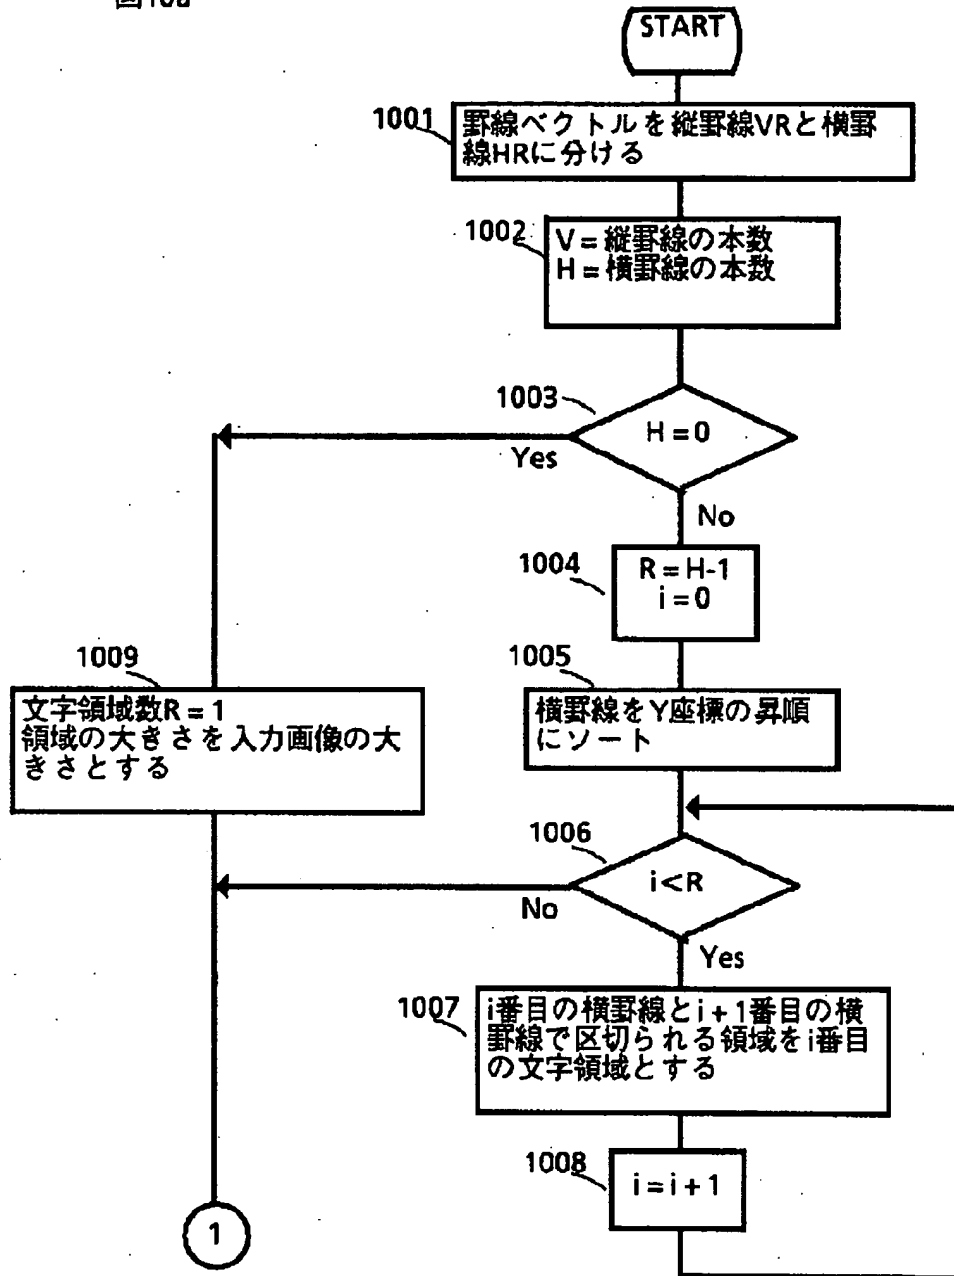 図10a
START
1001
罫線ベクトルを縦罫線VRと横罫
線HRに分ける
1002
V=縦罫線の本数
H=横罫線の本数
1003
H=0
Yes
No
1004
R=H-1
i=0
1009
1005
文字領域数R=1
領域の大きさを入力画像の大
きさとする
横罫線をY座標の昇順
にソート
1006
i<R
No
Yes
1007
i番目の横罫線とi+1番目の横
罫線で区切られる領域をi番目
の文字領域とする
1008
i=i+1
1